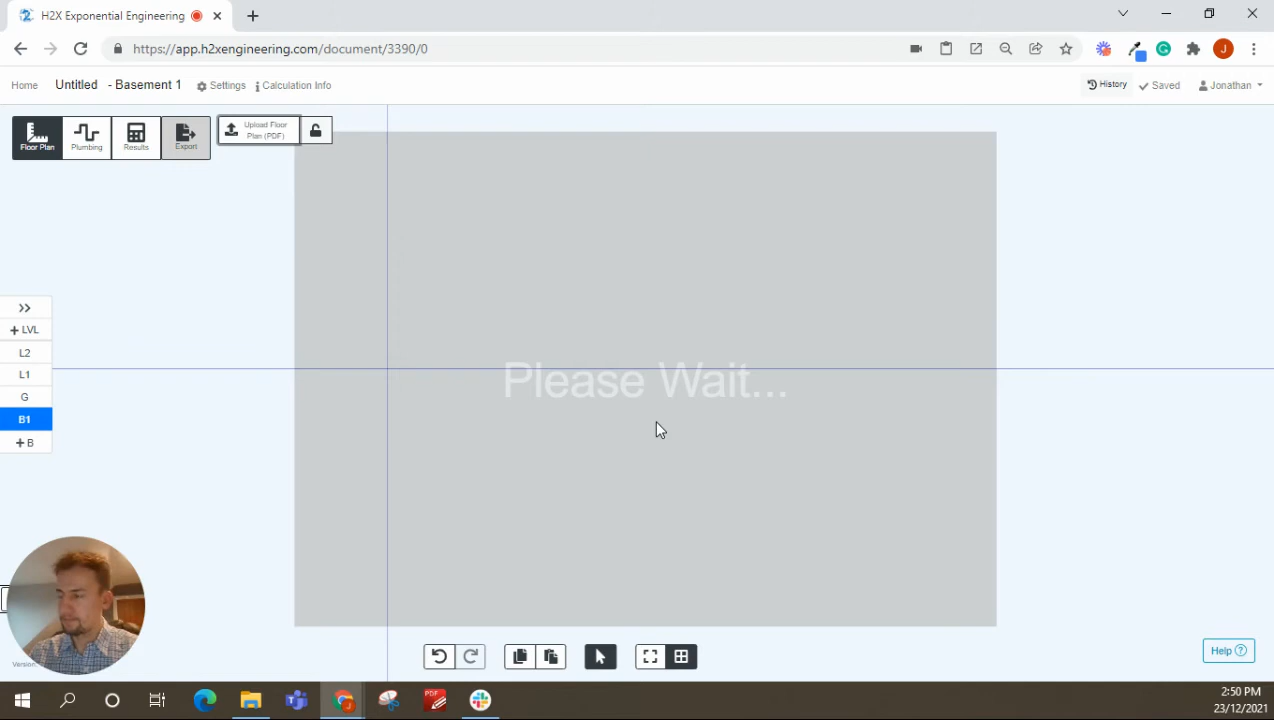 H2X Exponential Engineering
https://app.h2xengineering.com/document/3390/0
Home
Untitled - Basement 1
Settings
Calculation Info
History
Saved
Jonathan
Floor Plan
Plumbing
Results
Export
Upload Floor
Plan (PDF)
LVL
L2
L1
G
B1
+ B
Please Wait...
Version:
Help
PDF
2:50 PM
23/12/2021